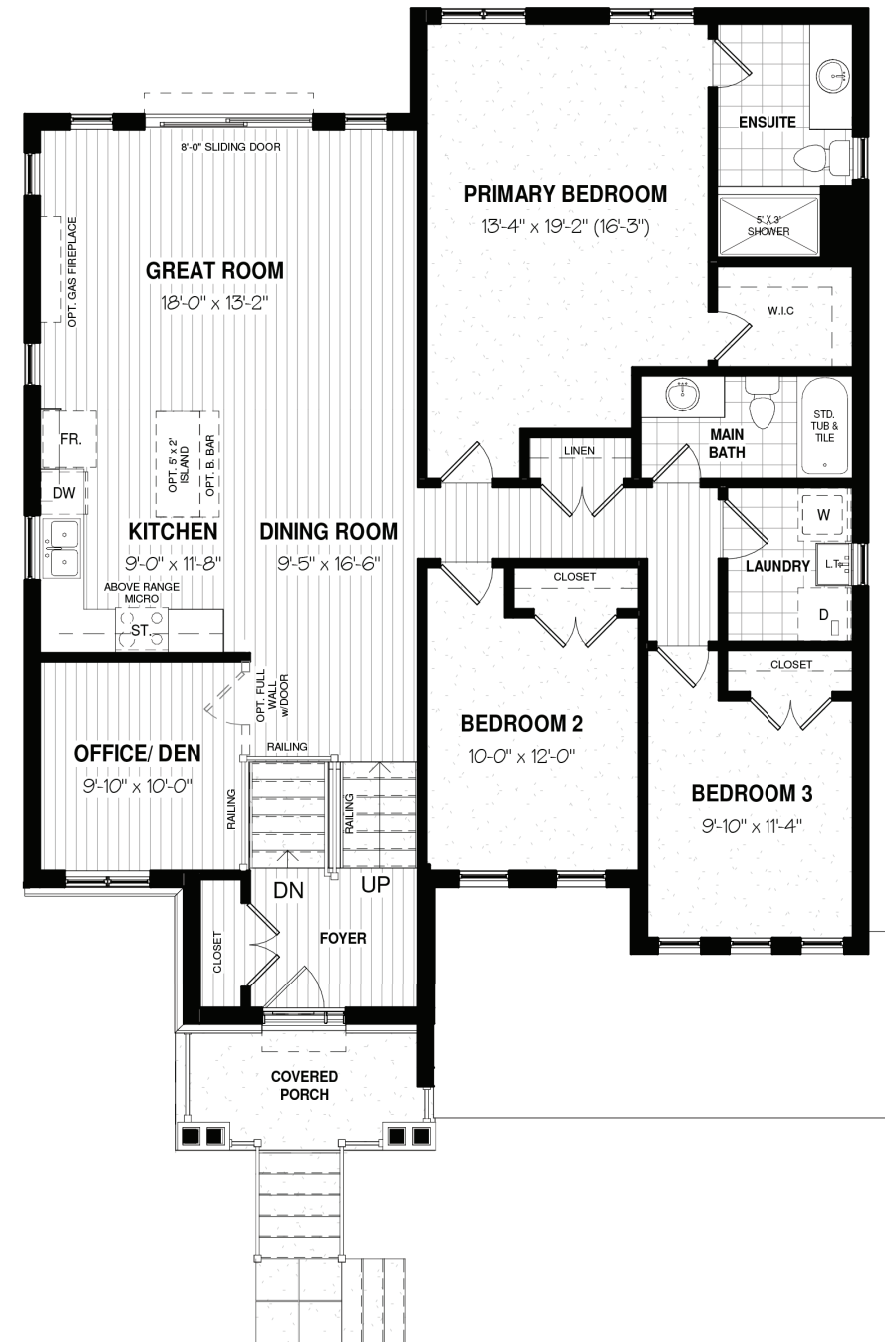 ENSUITE
8'-0" SLIDING DOOR
PRIMARY BEDROOM
13'-4" x 19'-2" (16'-3")
5' X 3'
SHOWER
OPT. GAS FIREPLACE
GREAT ROOM
18'-0" x 13'-2"
W.I.C
MAIN
BATH
STD.
TUB &
TILE
FR.
OPT. 5' x 2'
ISLAND
OPT. B. BAR
LINEN
DW
W
KITCHEN
9'-0" x 11'-8"
DINING ROOM
9'-5" x 16'-6"
LAUNDRY
L.T.
ABOVE RANGE
MICRO
ST.
CLOSET
D
OPT. FULL
WALL
w/DOOR
CLOSET
BEDROOM 2
10-0" x 12'-0"
RAILING
OFFICE/ DEN
9'-10" x 10'-0"
RAILING
RAILING
BEDROOM 3
9'-10" x 11'-4"
DN
UP
CLOSET
FOYER
COVERED
PORCH